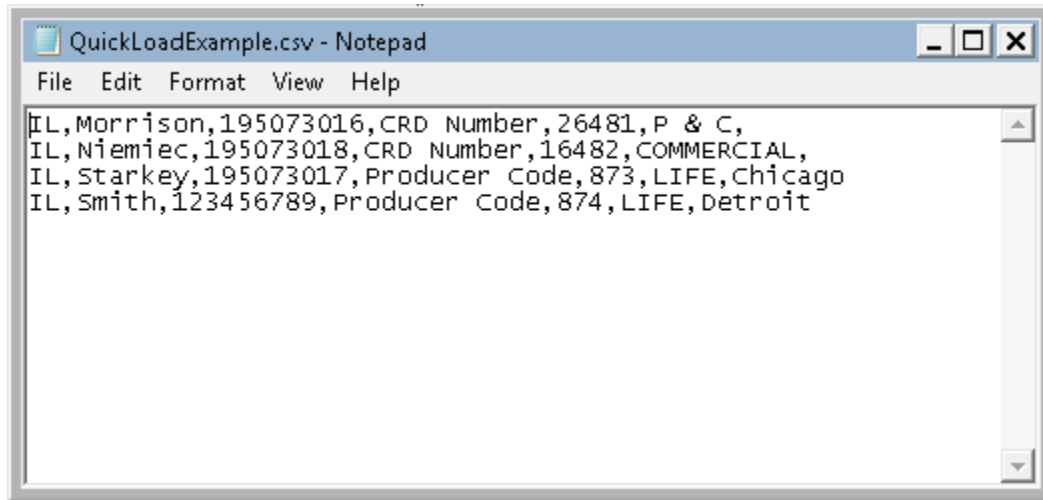 QuickLoadExample.csv - Notepad
File Edit Format View Help
IL,Morrison,195073016,CRD Number,26481,P & C,
IL,Niemiec,195073018,CRD Number,16482,COMMERCIAL,
IL,Starkey,195073017,Producer Code,873,LIFE,Chicago
IL,Smith,123456789,Producer Code,874,LIFE,Detroit